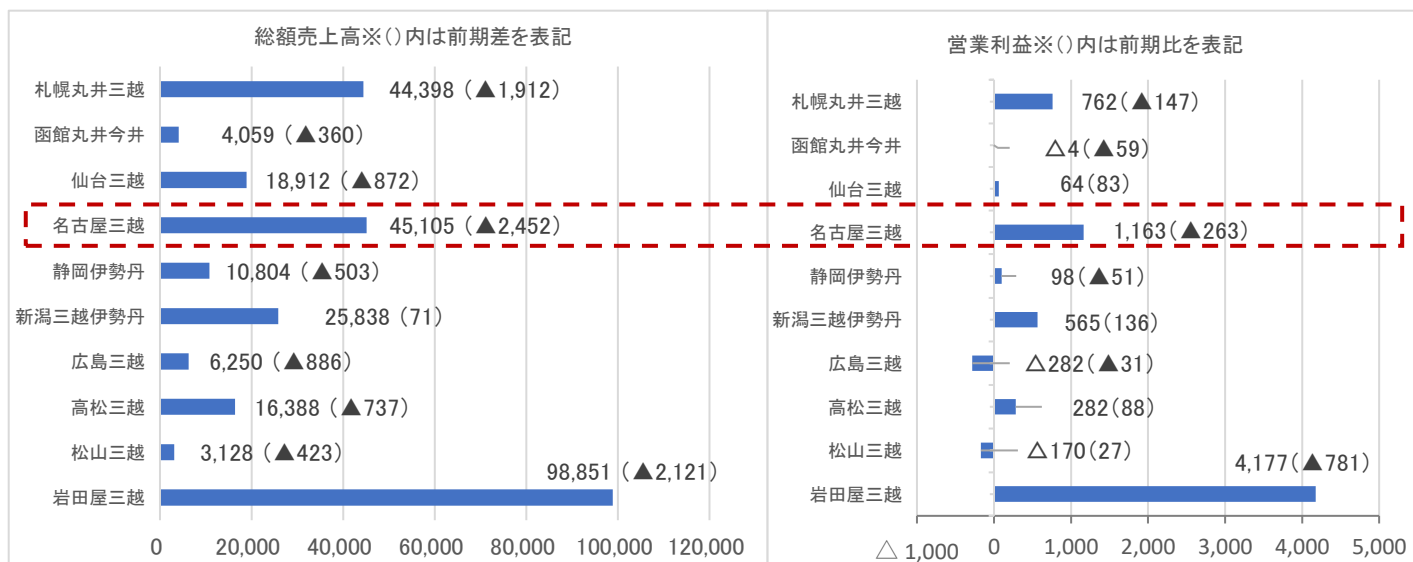 総額売上高※()内は前期差を表記
札幌丸井三越 44,398 (▲1,912)
函館丸井今井 4,059 (▲360)
仙台三越 18,912 (▲872)
名古屋三越 45,105 (▲2,452)
静岡伊勢丹 10,804 (▲503)
新潟三越伊勢丹 25,838 (71)
広島三越 6,250 (▲886)
高松三越 16,388 (▲737)
松山三越 3,128 (▲423)
岩田屋三越 98,851 (▲2,121)
0 20,000 40,000 60,000 80,000 100,000 120,000
営業利益※()内は前期比を表記
札幌丸井三越 762(▲147)
函館丸井今井 △4(▲59)
仙台三越 64(83)
名古屋三越 1,163(▲263)
静岡伊勢丹 98(▲51)
新潟三越伊勢丹 565(136)
広島三越 △282(▲31)
高松三越 282(88)
松山三越 △170(27)
岩田屋三越 4,177(▲781)
△ 1,000 0 1,000 2,000 3,000 4,000 5,000